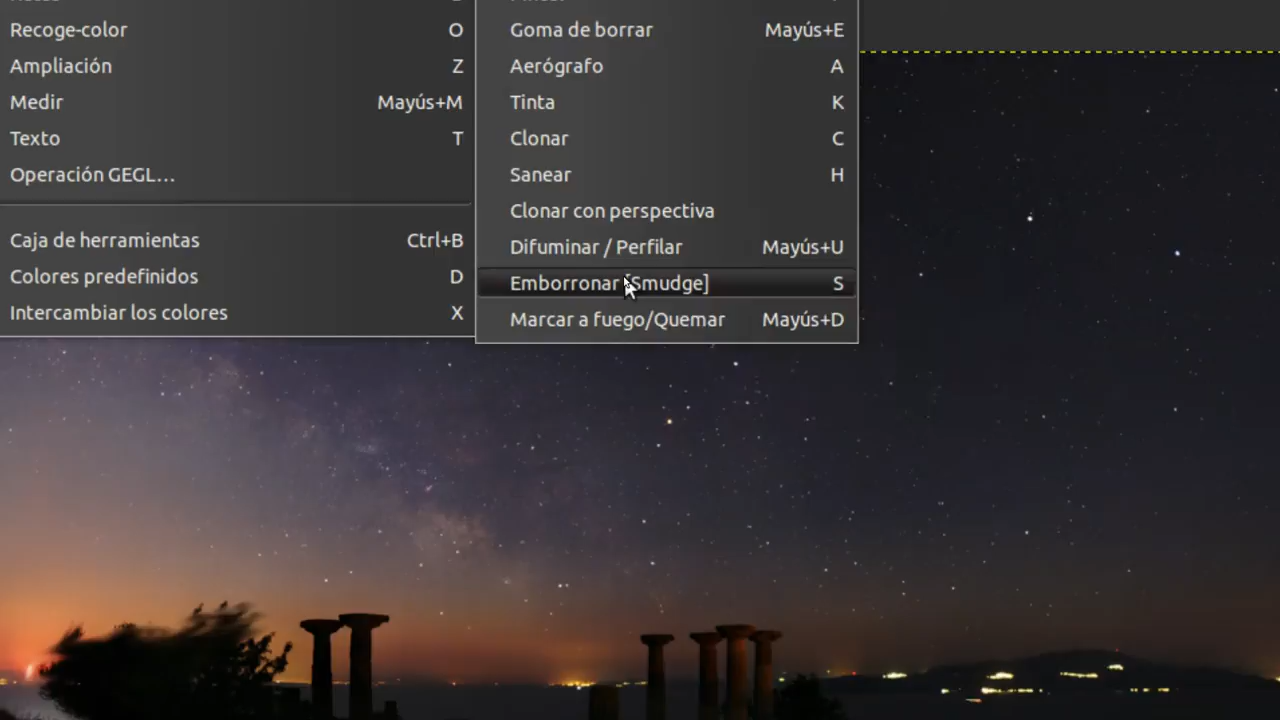 Recoge-color O
Ampliación Z
Medir Mayús+M
Texto T
Operación GEGL...
Caja de herramientas Ctrl+B
Colores predefinidos D
Intercambiar los colores X
Goma de borrar Mayús+E
Aerógrafo A
Tinta K
Clonar C
Sanear H
Clonar con perspectiva
Difuminar / Perfilar Mayús+U
Emborronar [Smudge] S
Marcar a fuego/Quemar Mayús+D